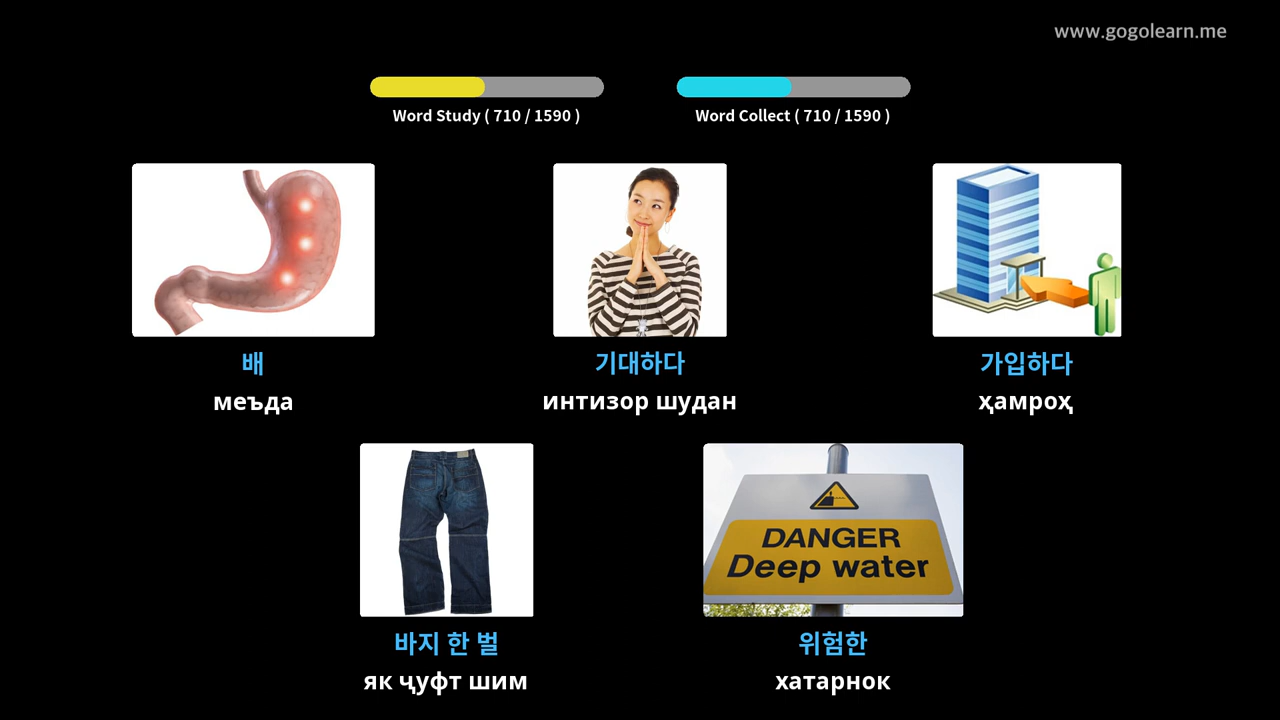 www.gogolearn.me
Word Study ( 710 / 1590 )
Word Collect ( 710 / 1590 )
배
기대하다
가입하다
меъда
интизор шудан
ҳамроҳ
DANGER
Deep water
바지 한 벌
위험한
як ҷуфт шим
хатарнок